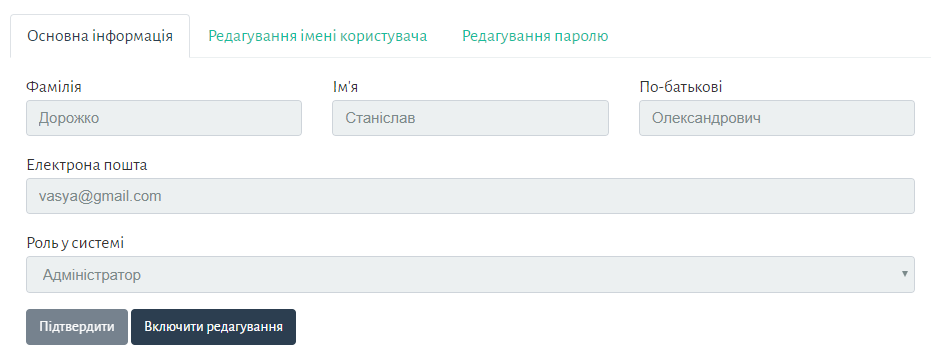 Основна інформація Редагування імені користувача Редагування паролю
Фамілія Ім'я По-батькові
Дорожко Станіслав Олександрович
Електрона пошта
vasya@gmail.com
Роль у системі
Адміністратор
Підтвердити Включити редагування